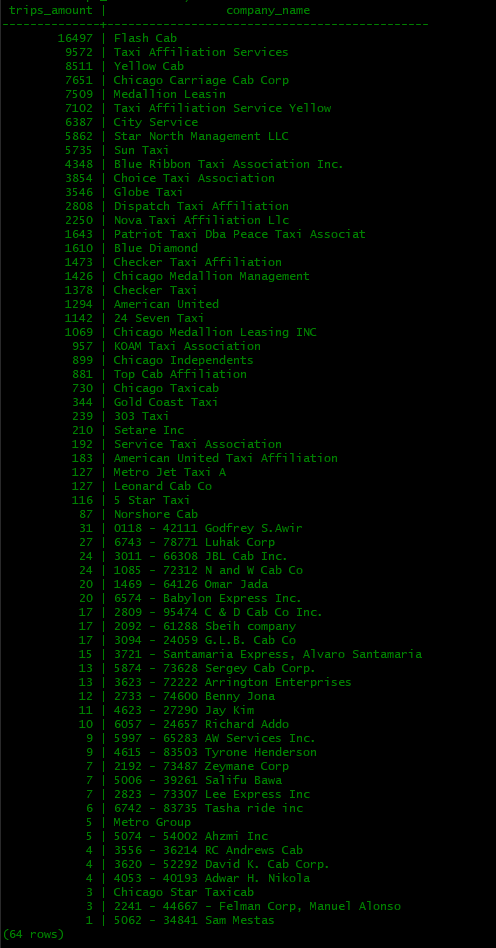 trips_amount | company_name
--------------+-------------------------------------------
16497 | Flash Cab
9572 | Taxi Affiliation Services
8511 | Yellow Cab
7651 | Chicago Carriage Cab Corp
7509 | Medallion Leasin
7102 | Taxi Affiliation Service Yellow
6387 | City Service
5862 | Star North Management LLC
5735 | Sun Taxi
4348 | Blue Ribbon Taxi Association Inc.
3854 | Choice Taxi Association
3546 | Globe Taxi
2808 | Dispatch Taxi Affiliation
2250 | Nova Taxi Affiliation Llc
1643 | Patriot Taxi Dba Peace Taxi Associat
1610 | Blue Diamond
1473 | Checker Taxi Affiliation
1426 | Chicago Medallion Management
1378 | Checker Taxi
1294 | American United
1142 | 24 Seven Taxi
1069 | Chicago Medallion Leasing INC
957 | KOAM Taxi Association
899 | Chicago Independents
881 | Top Cab Affiliation
730 | Chicago Taxicab
344 | Gold Coast Taxi
239 | 303 Taxi
210 | Setare Inc
192 | Service Taxi Association
183 | American United Taxi Affiliation
127 | Metro Jet Taxi A
127 | Leonard Cab Co
116 | 5 Star Taxi
87 | Norshore Cab
31 | 0118 - 42111 Godfrey S.Awir
27 | 6743 - 78771 Luhak Corp
24 | 3011 - 66308 JBL Cab Inc.
24 | 1085 - 72312 N and W Cab Co
20 | 1469 - 64126 Omar Jada
20 | 6574 - Babylon Express Inc.
17 | 2809 - 95474 C & D Cab Co Inc.
17 | 2092 - 61288 Sbeih company
17 | 3094 - 24059 G.L.B. Cab Co
15 | 3721 - Santamaria Express, Alvaro Santamaria
13 | 5874 - 73628 Sergey Cab Corp.
13 | 3623 - 72222 Arrington Enterprises
12 | 2733 - 74600 Benny Jona
11 | 4623 - 27290 Jay Kim
10 | 6057 - 24657 Richard Addo
9 | 5997 - 65283 AW Services Inc.
9 | 4615 - 83503 Tyrone Henderson
7 | 2192 - 73487 Zeymane Corp
7 | 5006 - 39261 Salifu Bawa
7 | 2823 - 73307 Lee Express Inc
6 | 6742 - 83735 Tasha ride inc
5 | Metro Group
5 | 5074 - 54002 Ahzmi Inc
4 | 3556 - 36214 RC Andrews Cab
4 | 3620 - 52292 David K. Cab Corp.
4 | 4053 - 40193 Adwar H. Nikola
3 | Chicago Star Taxicab
3 | 2241 - 44667 - Felman Corp, Manuel Alonso
1 | 5062 - 34841 Sam Mestas
(64 rows)